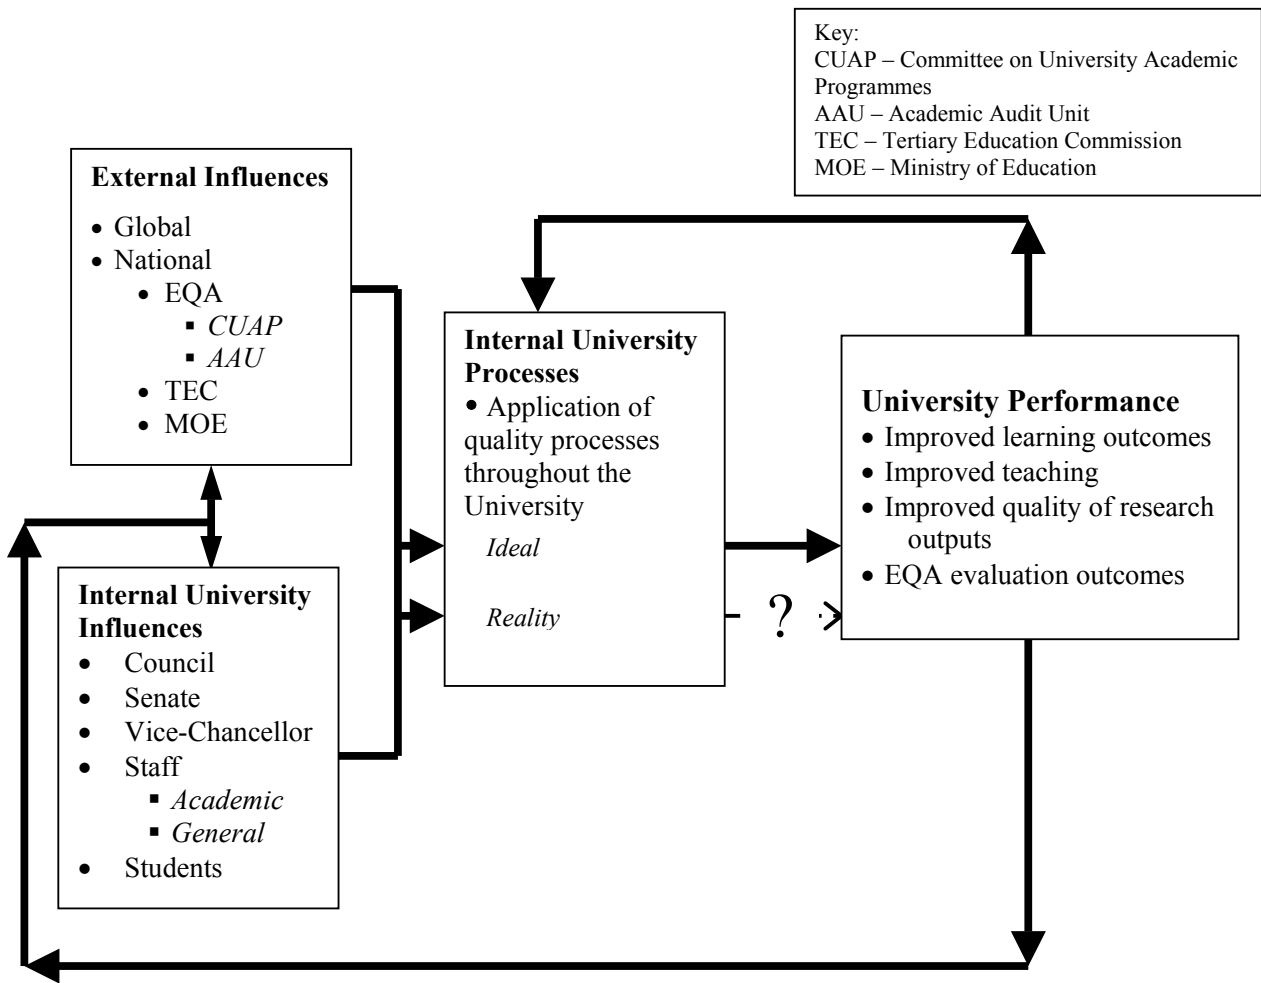 Key:
CUAP – Committee on University Academic
Programmes
AAU – Academic Audit Unit
TEC – Tertiary Education Commission
MOE – Ministry of Education
External Influences
• Global
• National
• EQA
▪ CUAP
▪ AAU
• TEC
• MOE
Internal University
Influences
• Council
• Senate
• Vice-Chancellor
• Staff
▪ Academic
▪ General
• Students
Internal University
Processes
• Application of
quality processes
throughout the
University
Ideal
Reality
?
University Performance
• Improved learning outcomes
• Improved teaching
• Improved quality of research
outputs
• EQA evaluation outcomes